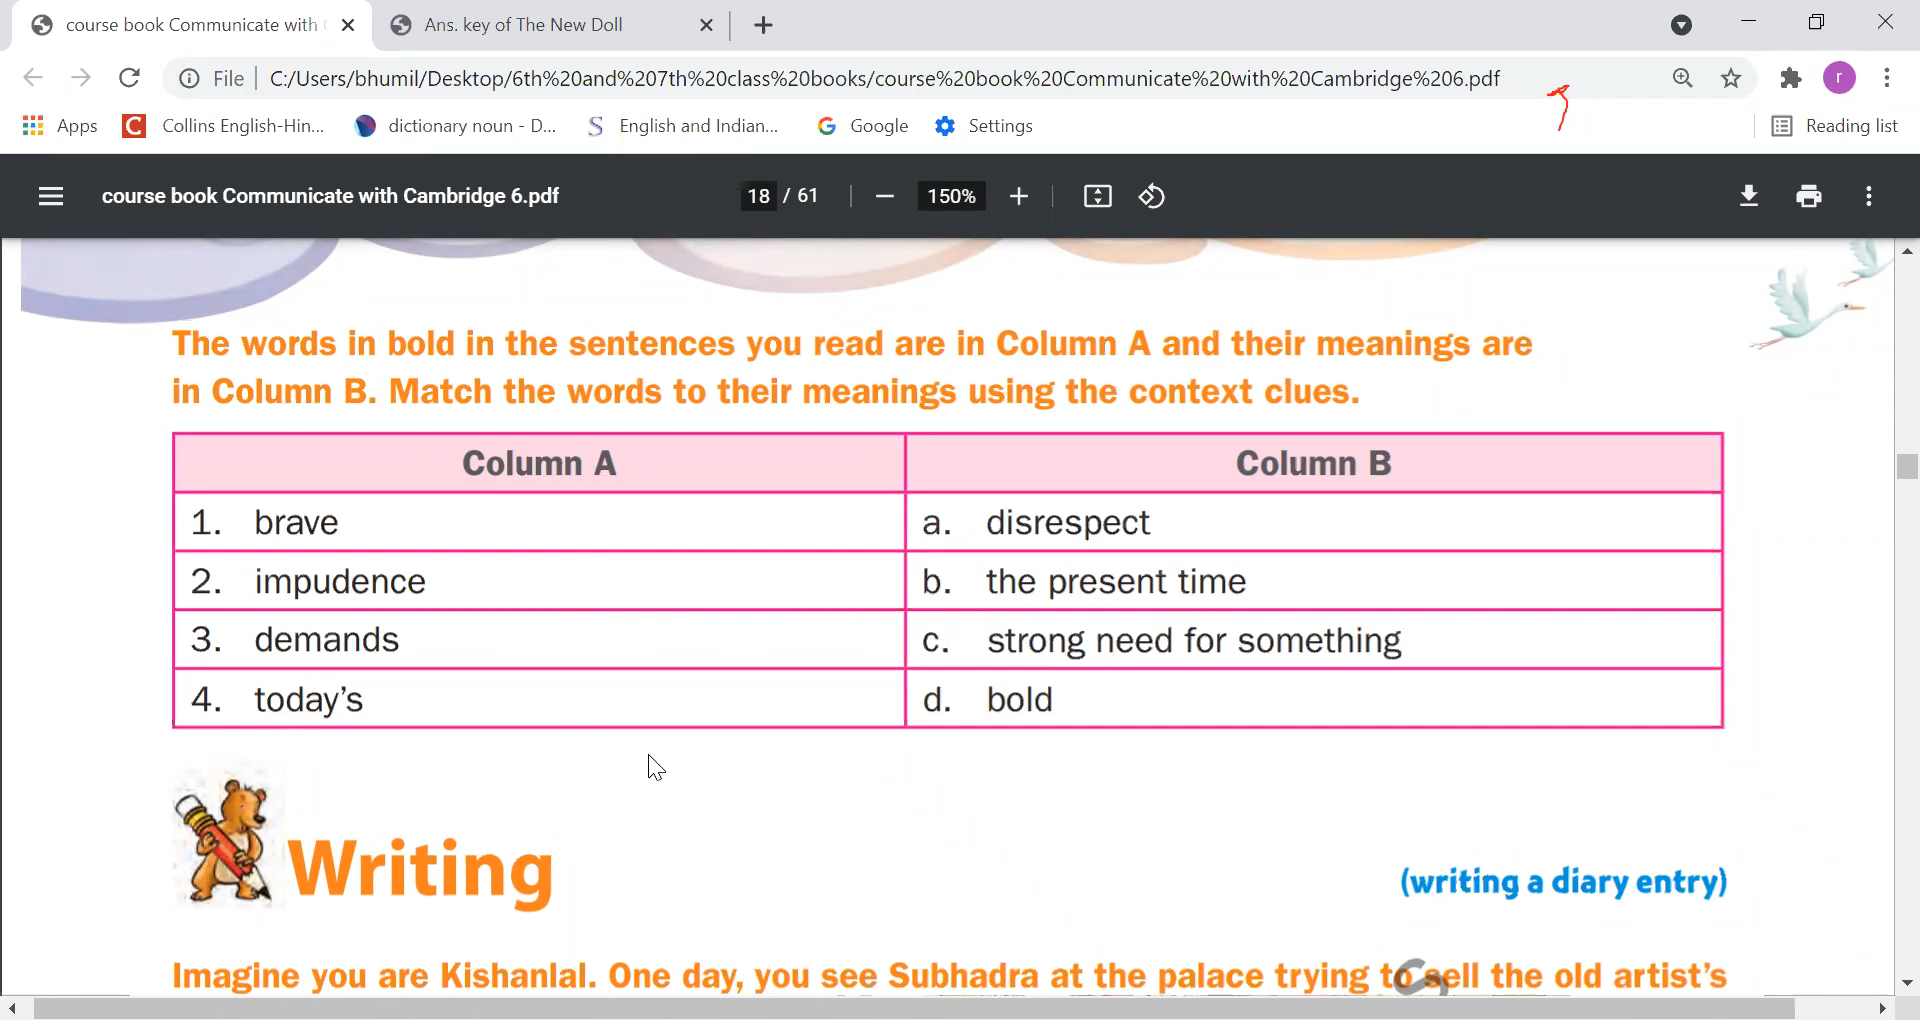 course book Communicate with
Ans. key of The New Doll
File
C:/Users/bhumil/Desktop/6th%20and%207th%20class%20books/course%20book%20Communicate%20with%20Cambridge%206.pdf
r
Apps
Collins English-Hin...
dictionary noun - D...
English and Indian...
Google
Settings
Reading list
course book Communicate with Cambridge 6.pdf
18 / 61
150%
The words in bold in the sentences you read are in Column A and their meanings are
in Column B. Match the words to their meanings using the context clues.
Column A
Column B
1. brave
a. disrespect
2. impudence
b. the present time
3. demands
c. strong need for something
4. today's
d. bold
Writing
(writing a diary entry)
Imagine you are Kishanlal. One day, you see Subhadra at the palace trying to sell the old artist's